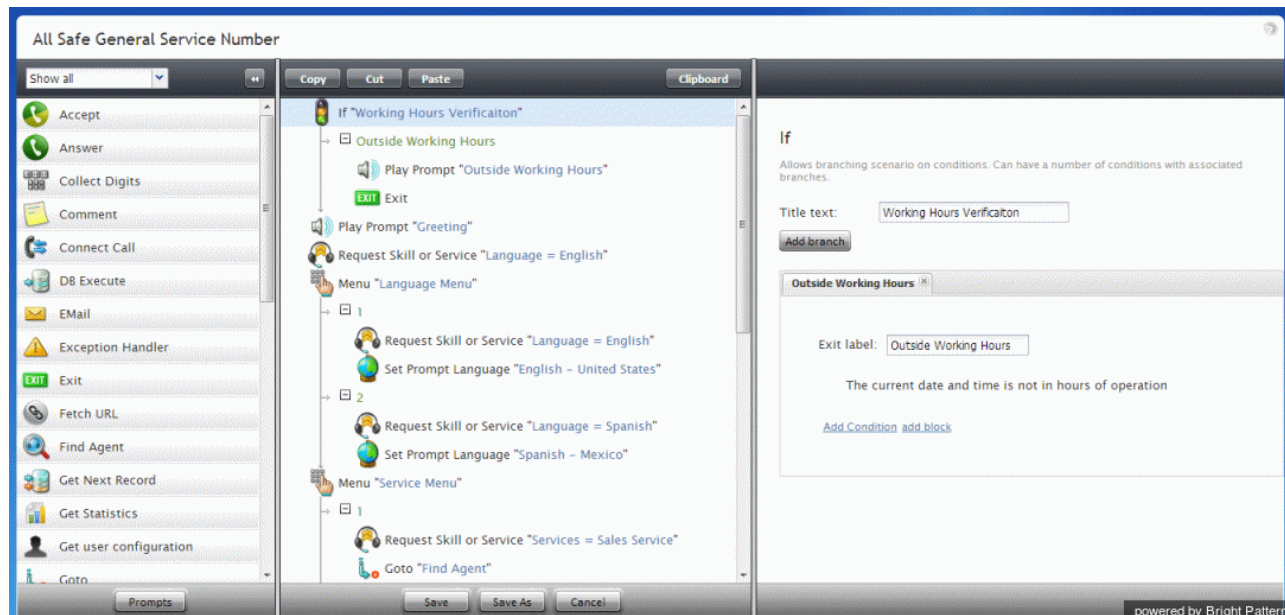 All Safe General Service Number
Show all
Copy Cut Paste Clipboard
Accept
Answer
Collect Digits
Comment
Connect Call
DB Execute
EMail
Exception Handler
EXIT Exit
Fetch URL
Find Agent
Get Next Record
Get Statistics
Get user configuration
Goto
Prompts
If "Working Hours Verificaiton"
Outside Working Hours
Play Prompt "Outside Working Hours"
EXIT Exit
Play Prompt "Greeting"
Request Skill or Service "Language = English"
Menu "Language Menu"
1
Request Skill or Service "Language = English"
Set Prompt Language "English - United States"
2
Request Skill or Service "Language = Spanish"
Set Prompt Language "Spanish - Mexico"
Menu "Service Menu"
1
Request Skill or Service "Services = Sales Service"
Goto "Find Agent"
Save Save As Cancel
If
Allows branching scenario on conditions. Can have a number of conditions with associated
branches.
Title text: Working Hours Verificaiton
Add branch
Outside Working Hours
Exit label: Outside Working Hours
The current date and time is not in hours of operation
Add Condition add block
powered by Bright Pattern